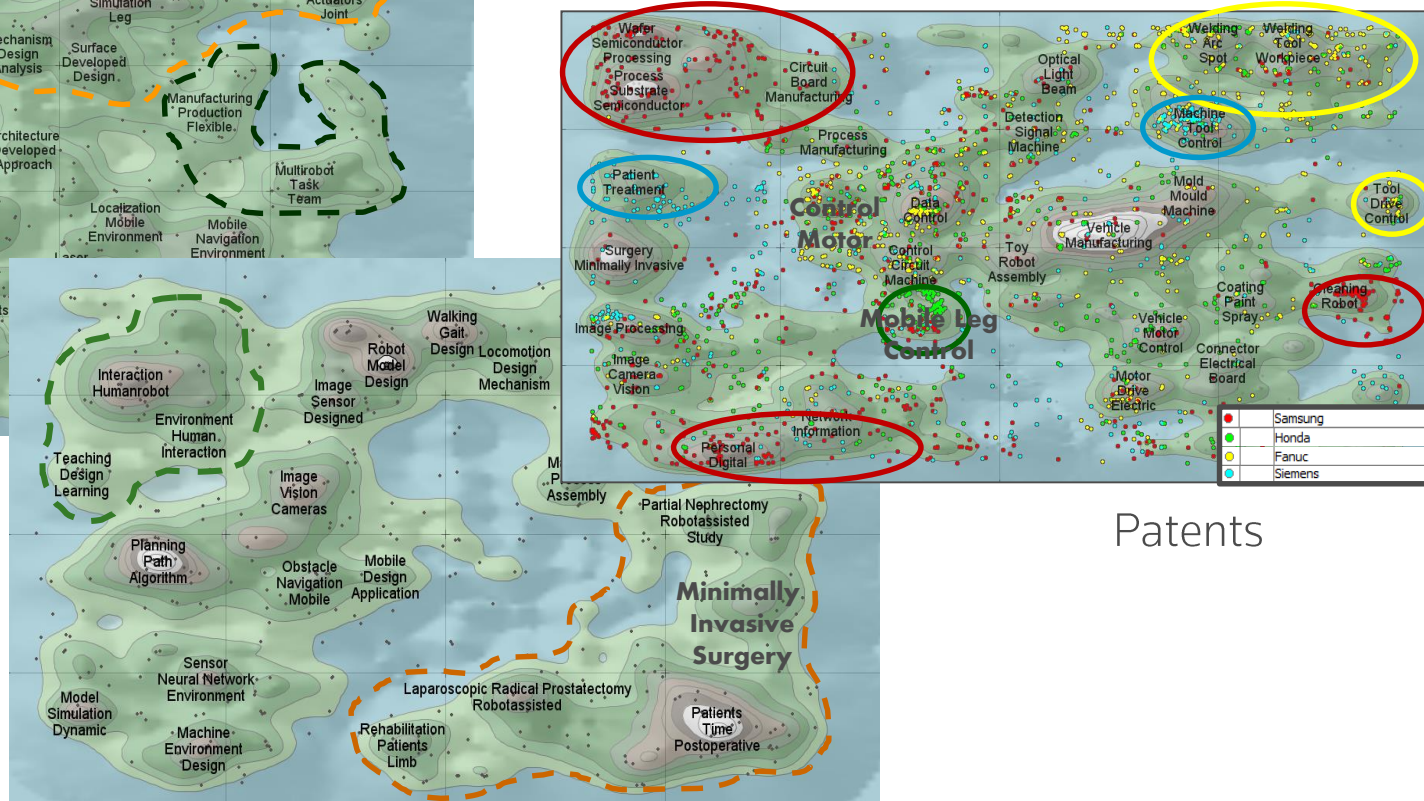 Simulation
Leg
Actuators
Joint
Mechanism
Design
Analysis
Surface
Developed
Design
Manufacturing
Production
Flexible
Architecture
Developed
Approach
Multirobot
Task
Team
Localization
Mobile
Environment
Mobile
Navigation
Environment
Laser
Interaction
Humanrobot
Environment
Human
Interaction
Teaching
Design
Learning
Robot
Model
Design
Image
Sensor
Designed
Walking
Gait
Design
Locomotion
Design
Mechanism
Image
Vision
Cameras
Planning
Path
Algorithm
Obstacle
Navigation
Mobile
Mobile
Design
Application
Assembly
Partial Nephrectomy
Robotassisted
Study
Minimally
Invasive
Surgery
Sensor
Neural Network
Environment
Model
Simulation
Dynamic
Machine
Environment
Design
Laparoscopic Radical Prostatectomy
Robotassisted
Rehabilitation
Patients
Limb
Patients
Time
Postoperative
Wafer
Semiconductor
Processing
Process
Substrate
Semiconductor
Circuit
Board
Manufacturing
Process
Manufacturing
Optical
Light
Beam
Detection
Signal
Machine
Welding
Arc
Spot
Welding
Tool
Workpiece
Machine
Tool
Control
Patient
Treatment
Control
Motor
Data
Control
Mold
Mould
Machine
Tool
Drive
Control
Vehicle
Manufacturing
Surgery
Minimally Invasive
Control
Circuit
Machine
Toy
Robot
Assembly
Coating
Paint
Spray
Cleaning
Robot
Image Processing
Mobile Leg
Control
Vehicle
Motor
Control
Connector
Electrical
Board
Image
Camera
Vision
Motor
Drive
Electric
Network
Information
Personal
Digital
Samsung
Honda
Fanuc
Siemens
Patents